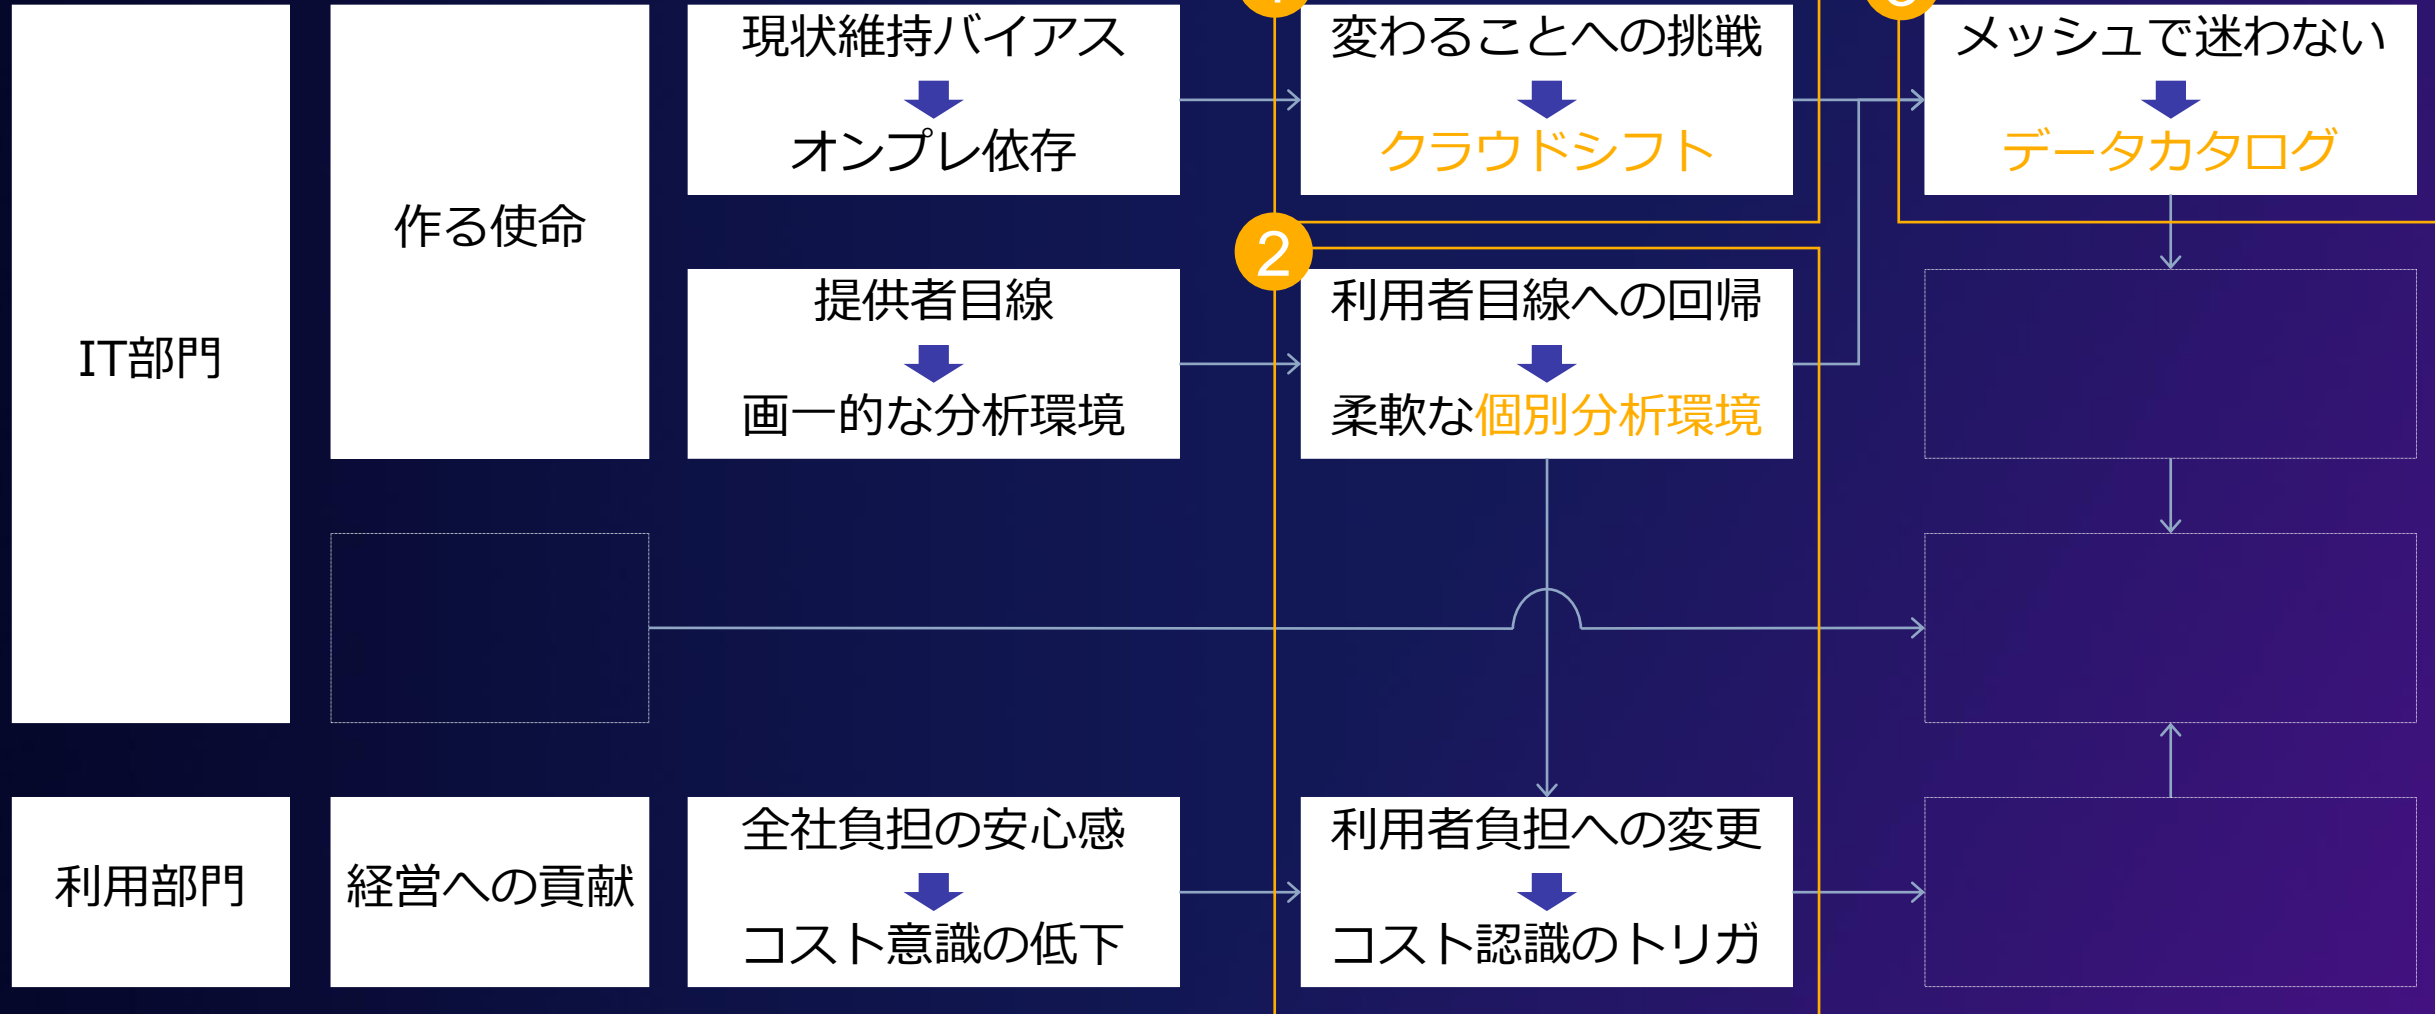 IT部門
作る使命
現状維持バイアス
オンプレ依存
変わることへの挑戦
クラウドシフト
メッシュで迷わない
データカタログ
2
提供者目線
画一的な分析環境
利用者目線への回帰
柔軟な個別分析環境
利用部門
経営への貢献
全社負担の安心感
コスト意識の低下
利用者負担への変更
コスト認識のトリガ